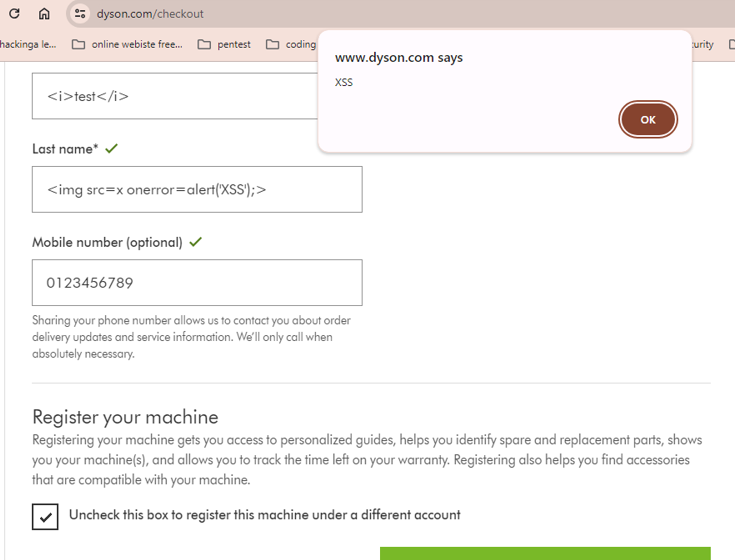 dyson.com/checkout
hackinga le...
online webiste free...
pentest
coding
urity
www.dyson.com says
XSS
OK
<i>test</i>
Last name*
<img src=x onerror=alert('XSS');>
Mobile number (optional)
0123456789
Sharing your phone number allows us to contact you about order
delivery updates and service information. We'll only call when
absolutely necessary.
Register your machine
Registering your machine gets you access to personalized guides, helps you identify spare and replacement parts, shows
you your machine(s), and allows you to track the time left on your warranty. Registering also helps you find accessories
that are compatible with your machine.
Uncheck this box to register this machine under a different account